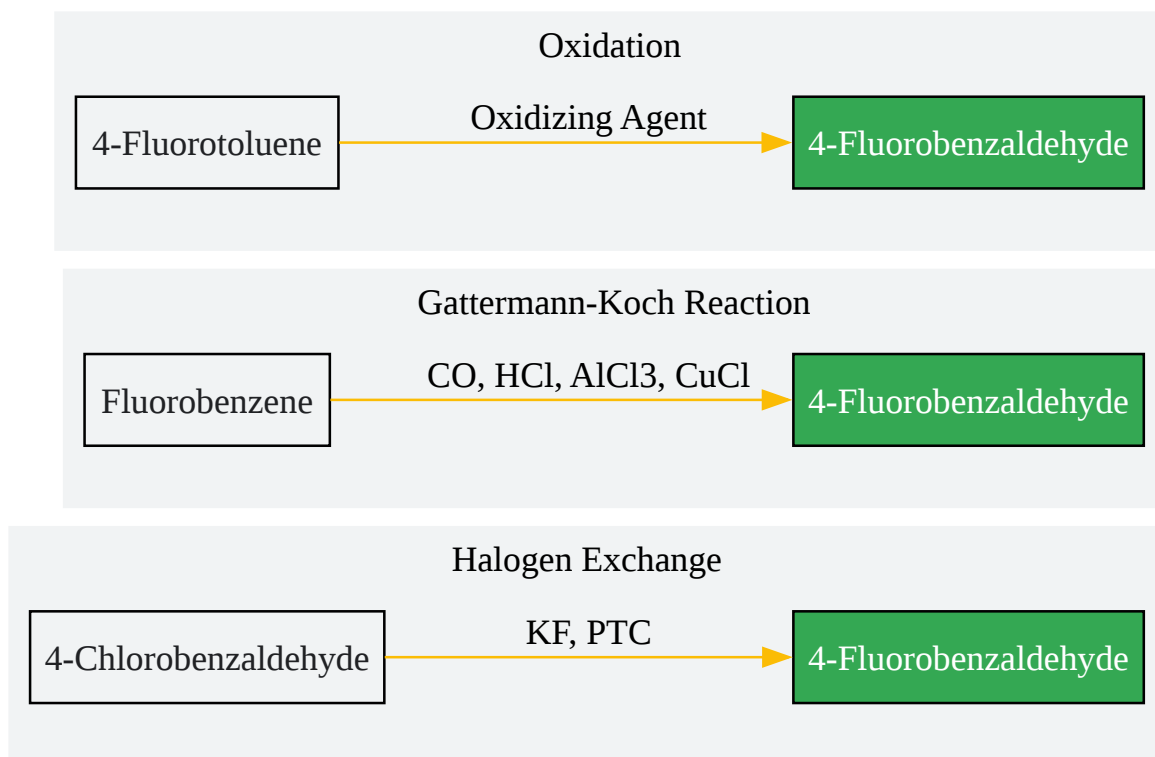 Oxidation
4-Fluorotoluene
Oxidizing Agent
4-Fluorobenzaldehyde
Gattermann-Koch Reaction
Fluorobenzene
CO, HCl, AlCl3, CuCl
4-Fluorobenzaldehyde
Halogen Exchange
4-Chlorobenzaldehyde
KF, PTC
4-Fluorobenzaldehyde